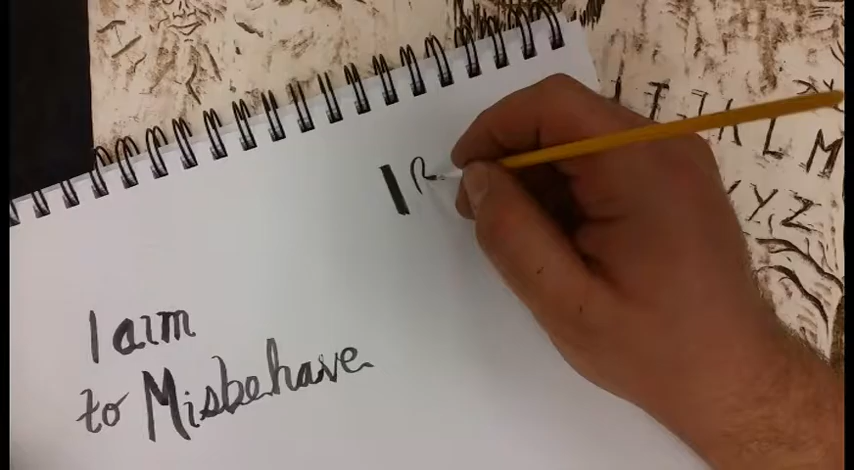 I J K L M
I
Y Z
I aim
to Misbehave